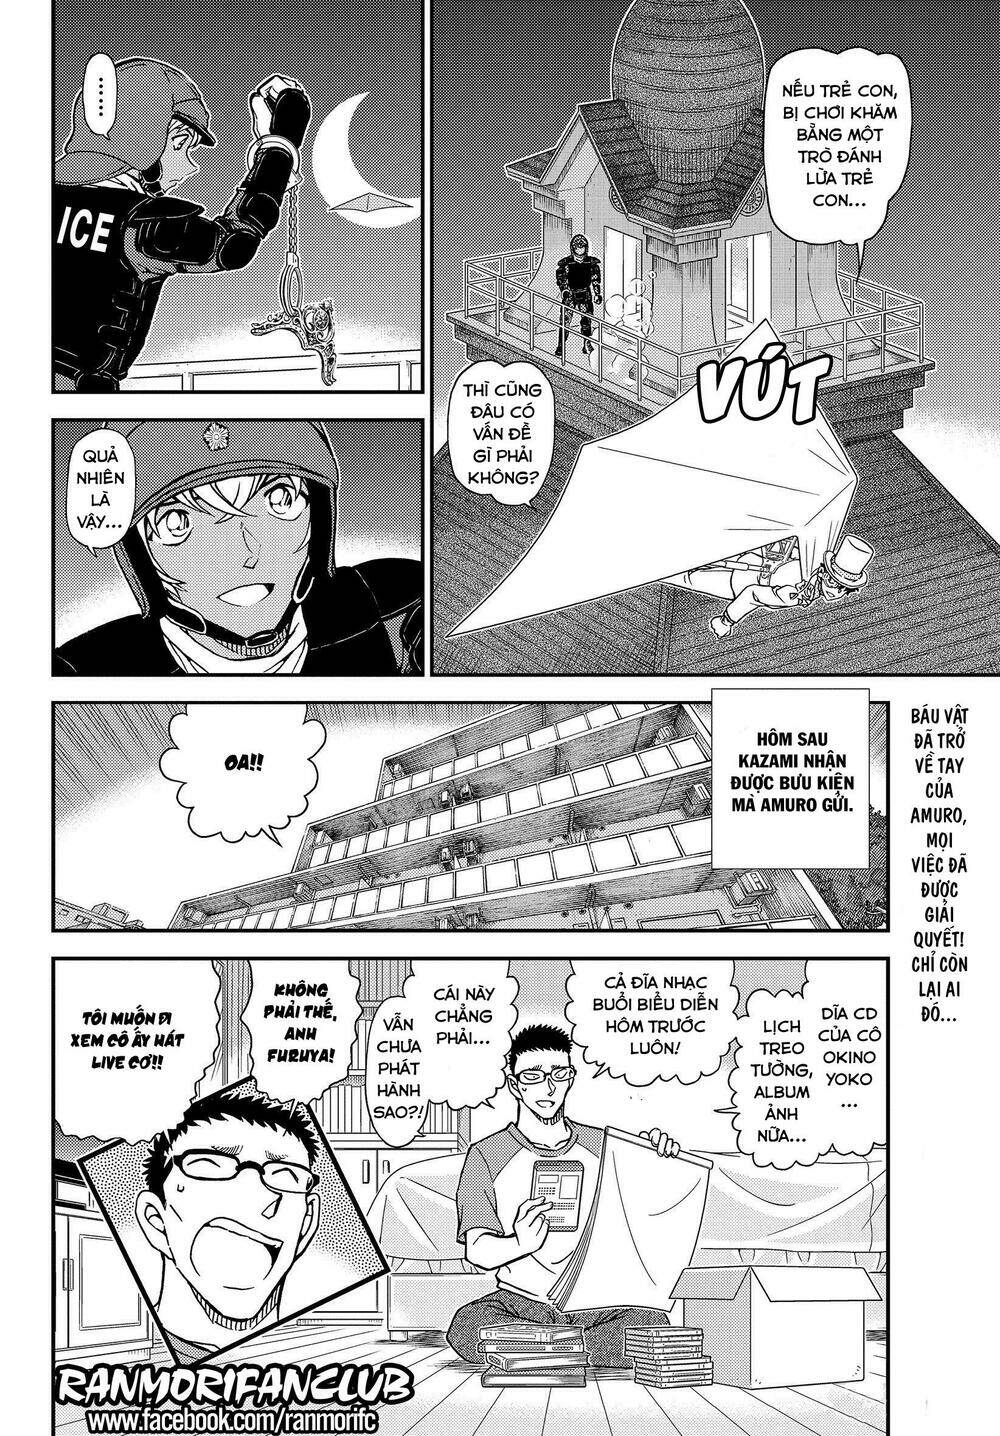 NẾU TRẺ CON,
BỊ CHƠI KHĂM
BẰNG MỘT
TRÒ ĐÁNH
LỪA TRẺ
CON...
VÚT
THÌ CŨNG
ĐÂU CÓ
VẤN ĐỀ
GÌ PHẢI
KHÔNG?
......
ICE
QUẢ
NHIÊN
LÀ
VẬY...
HÔM SAU
KAZAMI NHẬN
ĐƯỢC BƯU KIỆN
MÀ AMURO GỬI.
OA!!
DĨA CD
CỦA CÔ
OKINO
YOKO
...
LỊCH
TREO
TƯỜNG,
ALBUM
ẢNH
NỮA...
CẢ ĐĨA NHẠC
BUỔI BIỂU DIỄN
HÔM TRƯỚC
LUÔN!
CÁI NÀY
CHẲNG
PHẢI...
VẪN
CHƯA
PHÁT
HÀNH
SAO?!
KHÔNG
PHẢI THẾ,
ANH
FURUYA!
TÔI MUỐN ĐI
XEM CÔ ẤY HÁT
LIVE CƠ!!
BÁU VẬT
ĐÃ TRỞ
VỀ TAY
CỦA
AMURO,
MỌI
VIỆC ĐÃ
ĐƯỢC
GIẢI
QUYẾT!
CHỈ CÒN
LẠI AI
ĐÓ...
RANMORIFANCLUB
www.facebook.com/ranmorifc